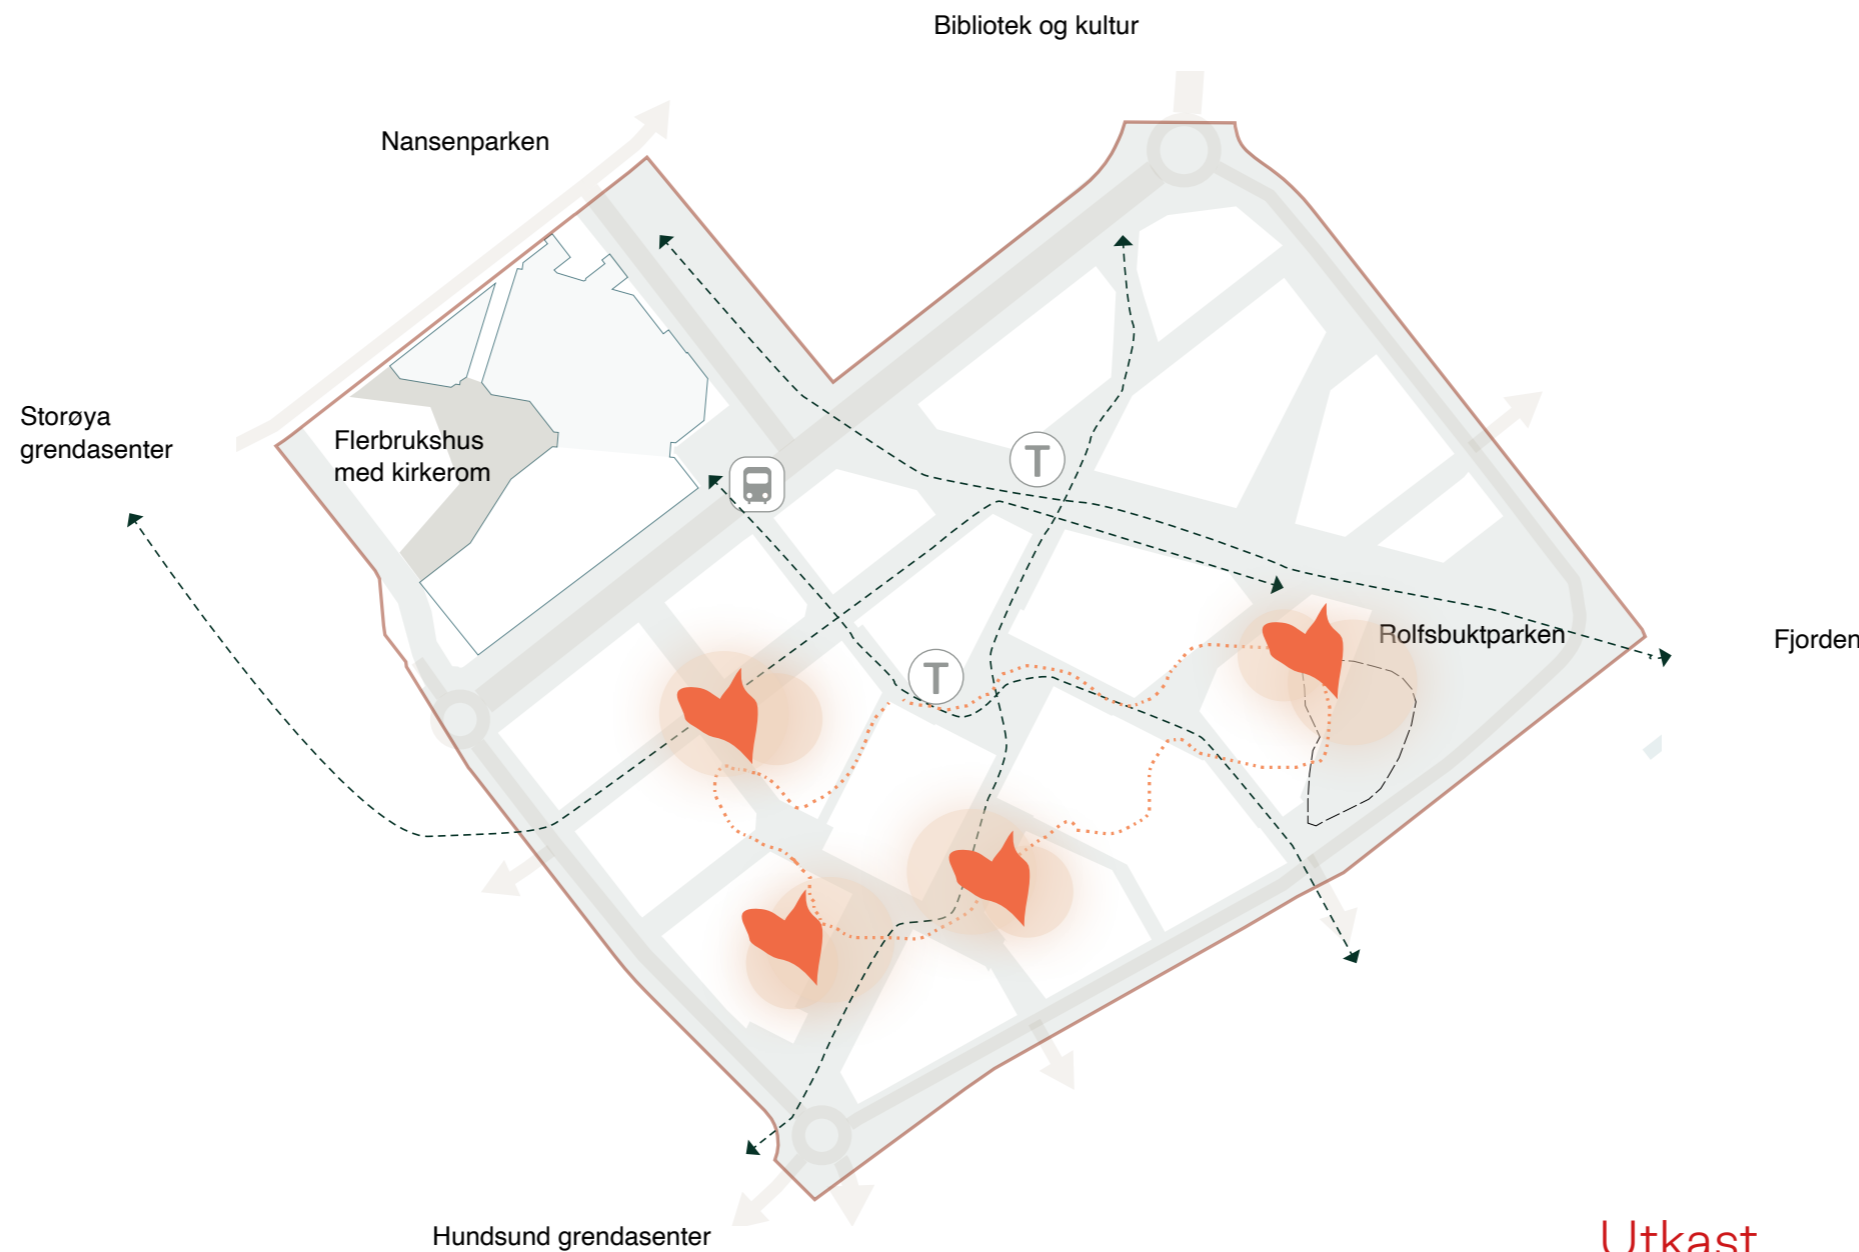 Bibliotek og kultur
Nansenparken
Storøya
grendasenter
Flerbrukshus
med kirkerom
T
Rolfsbuktparken
Fjorden
T
Hundsund grendasenter
Utkast